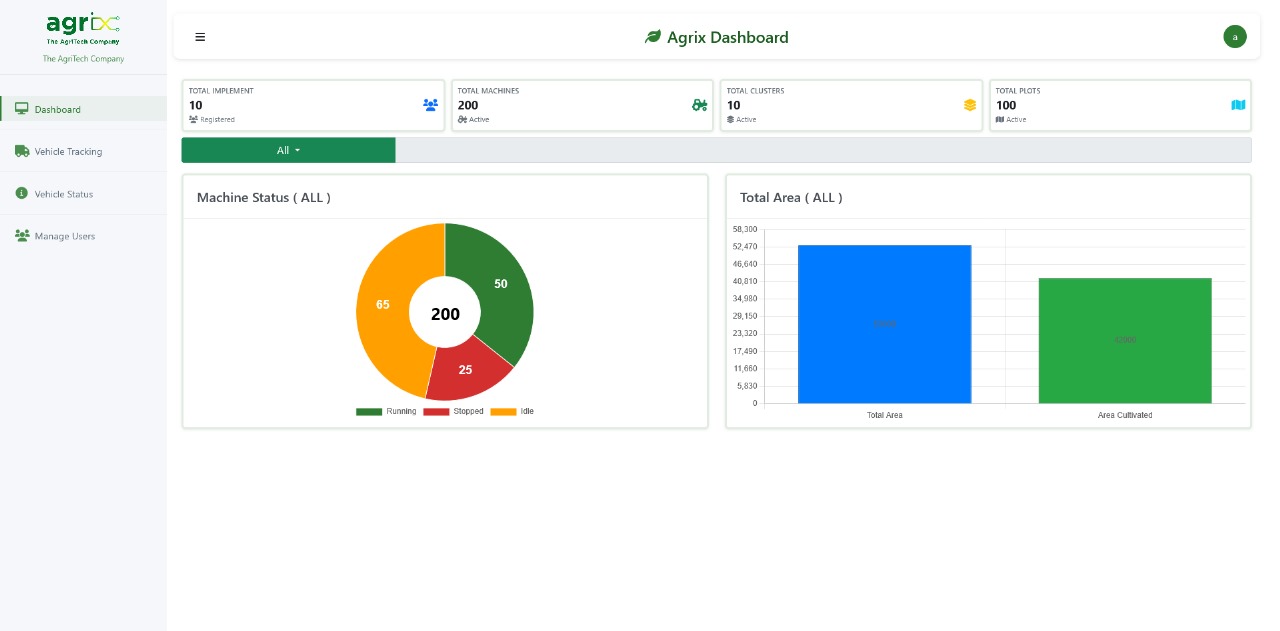 agrix
The AgriTech Company
The AgriTech Company
Dashboard
Vehicle Tracking
Vehicle Status
Manage Users
Agrix Dashboard
a
TOTAL IMPLEMENT
10
Registered
TOTAL MACHINES
200
Active
TOTAL CLUSTERS
10
Active
TOTAL PLOTS
100
Active
All
Machine Status ( ALL )
50
65
200
25
Running Stopped Idle
Total Area ( ALL )
58,300
52,470
46,640
40,810
34,980
29,150
23,320
17,490
11,660
5,830
0
42000
Total Area Area Cultivated